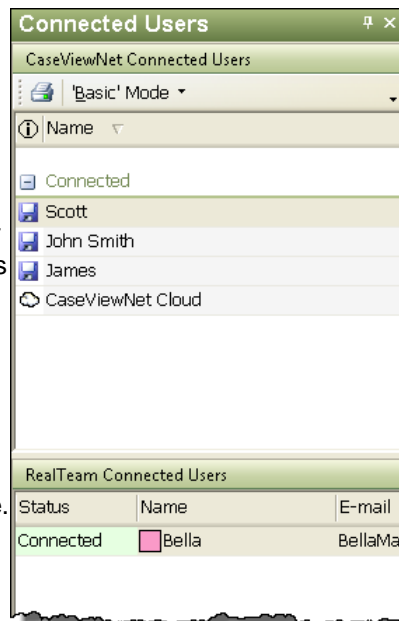 Connected Users
CaseViewNet Connected Users
'Basic' Mode
Name
Connected
Scott
John Smith
James
CaseViewNet Cloud
RealTeam Connected Users
Status Name E-mail
Connected Bella BellaMa